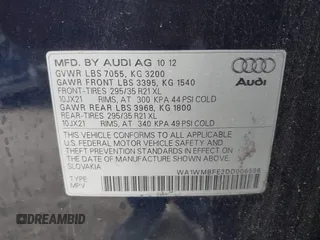 MFD. BY AUDI AG 10 12
GVWR LBS 7055, KG 3200
GAWR FRONT LBS 3395, KG 1540
FRONT-TIRES 295/35 R21 XL
10JX21 RIMS, AT 300 KPA 44 PSI COLD
GAWR REAR LBS 3968, KG 1800
REAR-TIRES 295/35 R21 XL
10JX21 RIMS, AT 340 KPA 49 PSI COLD
Audi
THIS VEHICLE CONFORMS TO ALL APPLICABLE
U.S. FEDERAL MOTOR VEHICLE SAFETY AND
THEFT PREVENTION STANDARDS IN EFFECT ON
THE DATE OF MANUFACTURE SHOWN ABOVE.
SLOVAKIA
TYPE
MPV
DREAMBID